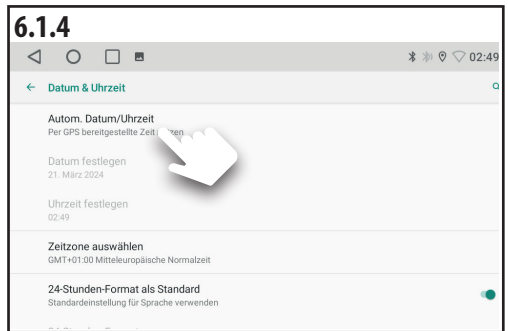 6.1.4
02:49
Datum & Uhrzeit
Autom. Datum/Uhrzeit
Per GPS bereitgestellte Zeit
Datum festlegen
21. März 2024
Uhrzeit festlegen
02:49
Zeitzone auswählen
GMT+01:00 Mitteleuropäische Normalzeit
24-Stunden-Format als Standard
Standardeinstellung für Sprache verwenden